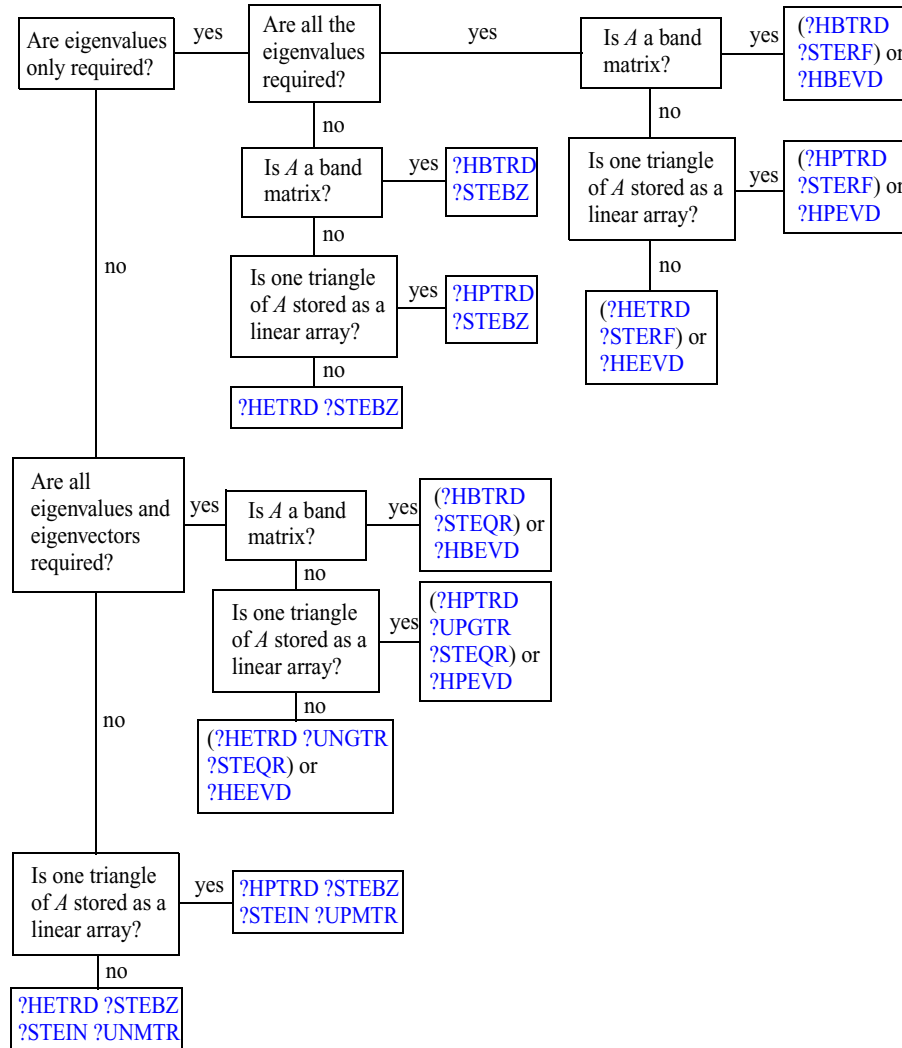 Are eigenvalues
only required?
yes
Are all the
eigenvalues
required?
yes
Is A a band
matrix?
yes
(?HBTRD
?STERF) or
?HBEVD
no
no
Is A a band
matrix?
yes
?HBTRD
?STEBZ
Is one triangle
of A stored as a
linear array?
yes
(?HPTRD
?STERF) or
?HPEVD
no
no
no
Is one triangle
of A stored as a
linear array?
yes
?HPTRD
?STEBZ
(?HETRD
?STERF) or
?HEEVD
no
?HETRD ?STEBZ
Are all
eigenvalues and
eigenvectors
required?
yes
Is A a band
matrix?
yes
(?HBTRD
?STEQR) or
?HBEVD
no
Is one triangle
of A stored as a
linear array?
yes
(?HPTRD
?UPGTR
?STEQR) or
?HPEVD
no
no
(?HETRD ?UNGTR
?STEQR) or
?HEEVD
Is one triangle
of A stored as a
linear array?
yes
?HPTRD ?STEBZ
?STEIN ?UPMTR
no
?HETRD ?STEBZ
?STEIN ?UNMTR